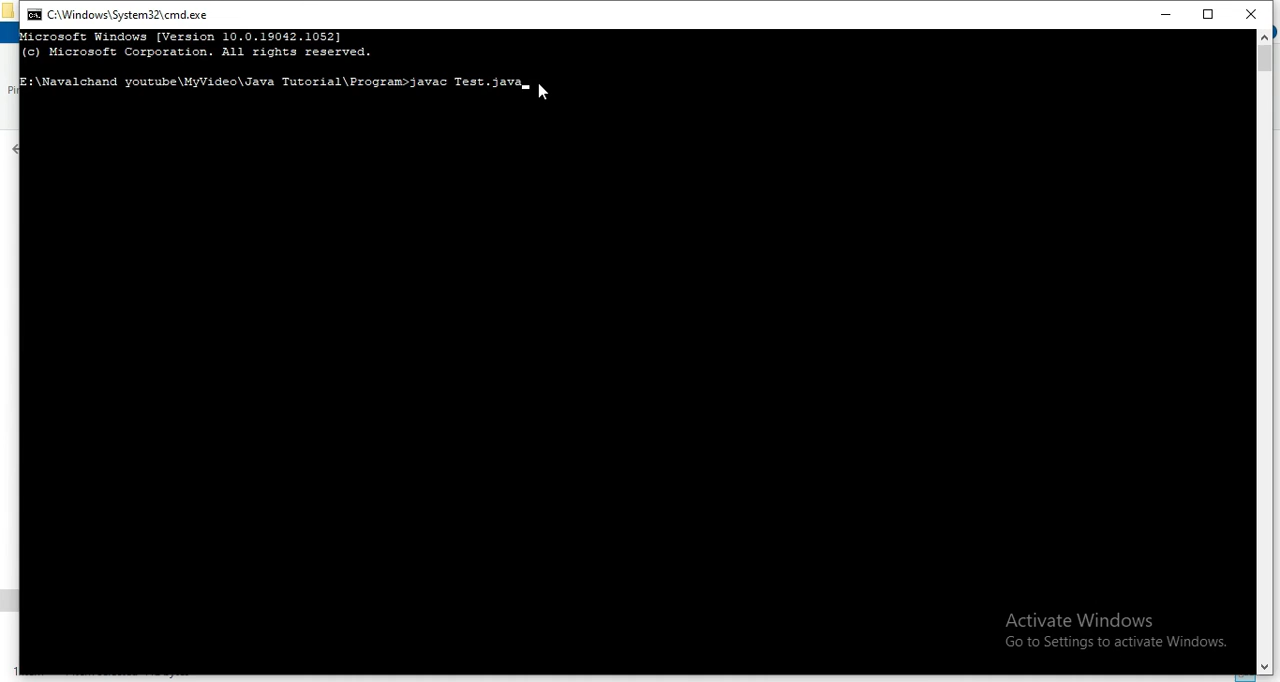 C:\Windows\System32\cmd.exe
Microsoft Windows [Version 10.0.19042.1052]
(c) Microsoft Corporation. All rights reserved.
E:\Navalchand youtube\MyVideo\Java Tutorial\Program>javac Test.java
Activate Windows
Go to Settings to activate Windows.